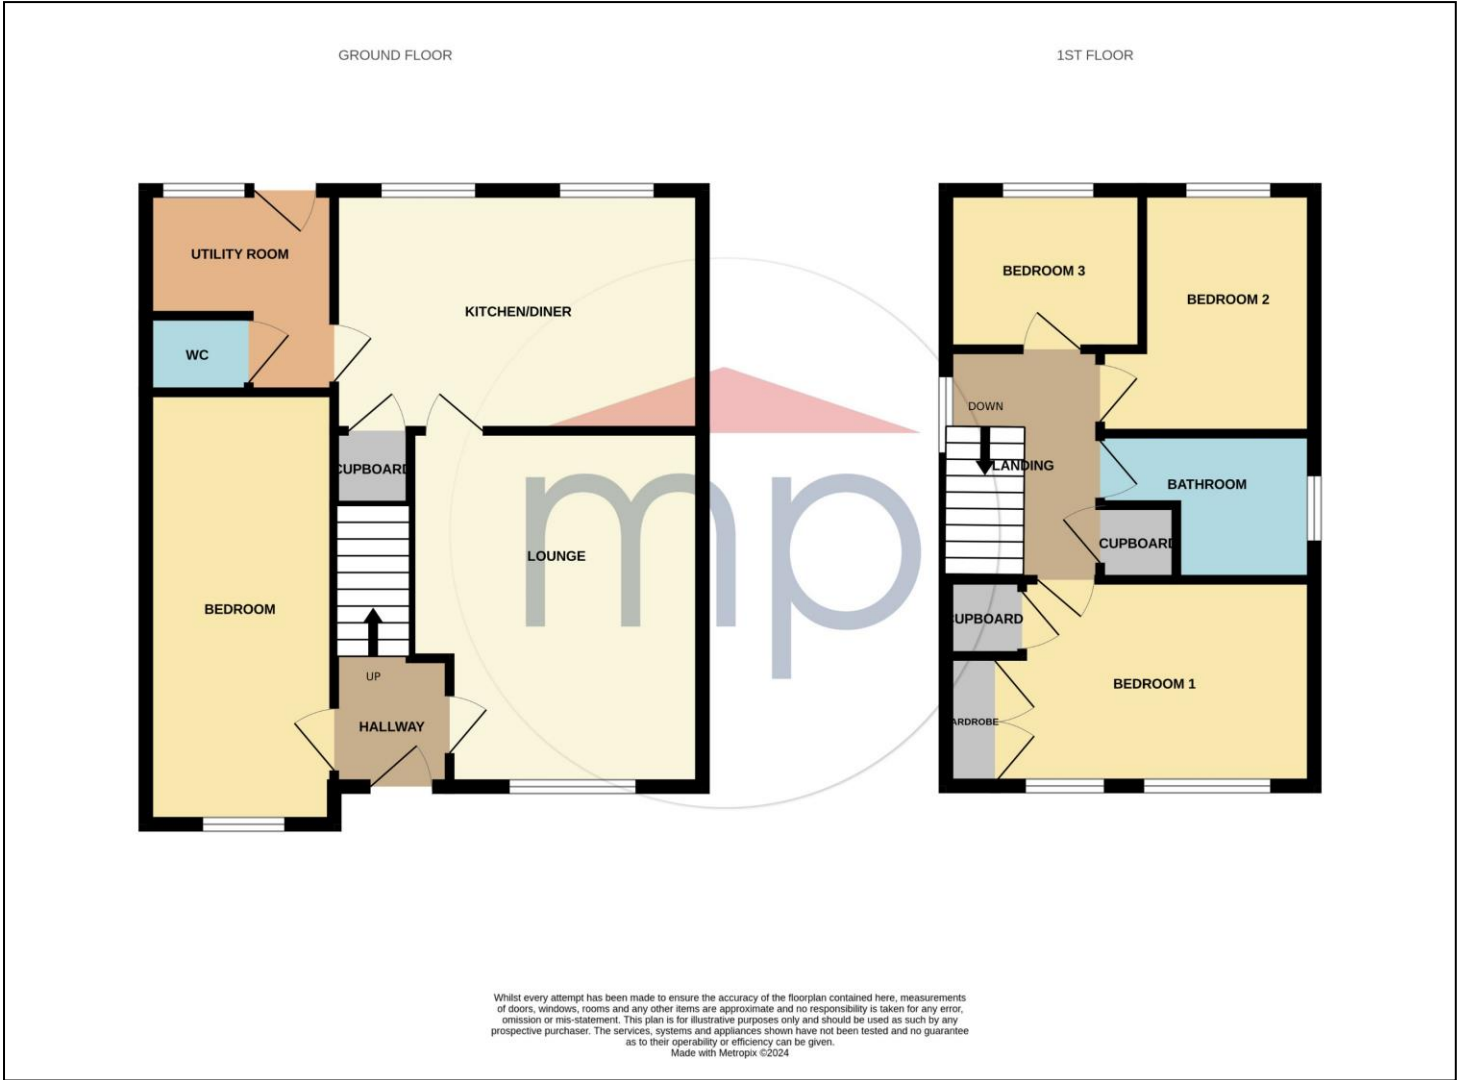 GROUND FLOOR
1ST FLOOR
UTILITY ROOM
KITCHEN/DINER
WC
CUPBOARD
LOUNGE
BEDROOM
UP
HALLWAY
BEDROOM 3
BEDROOM 2
DOWN
LANDING
BATHROOM
CUPBOARD
CUPBOARD
BEDROOM 1
ARDROBE
mp
Whilst every attempt has been made to ensure the accuracy of the floorplan contained here, measurements
of doors, windows, rooms and any other items are approximate and no responsibility is taken for any error,
omission or mis-statement. This plan is for illustrative purposes only and should be used as such by any
prospective purchaser. The services, systems and appliances shown have not been tested and no guarantee
as to their operability or efficiency can be given.
Made with Metropix ©2024